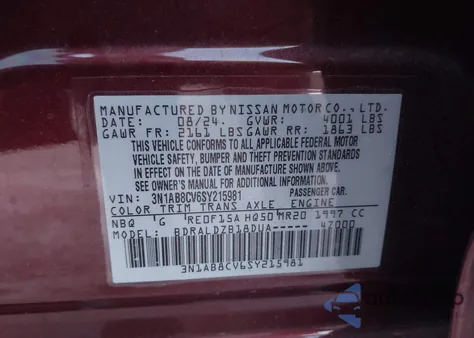 MANUFACTURED BY NISSAN MOTOR CO., LTD.
DATE: 08/24. GVWR: 4001 LBS
GAWR FR: 2161 LBS GAWR RR: 1863 LBS
THIS VEHICLE CONFORMS TO ALL APPLICABLE FEDERAL MOTOR
VEHICLE SAFETY, BUMPER AND THEFT PREVENTION STANDARDS
IN EFFECT ON THE DATE OF MANUFACTURE SHOWN ABOVE.
SEE OWNER'S MANUAL FOR ADDITIONAL INFORMATION.
VIN: 3N1AB8CV6SY215981 PASSENGER CAR.
COLOR TRIM TRANS AXLE ENGINE
NBQ G RE0F15A HQ50 MR20 1997 CC
MODEL BDRALDZB18DUA----- 4Z000
3N1AB8CV6SY215981